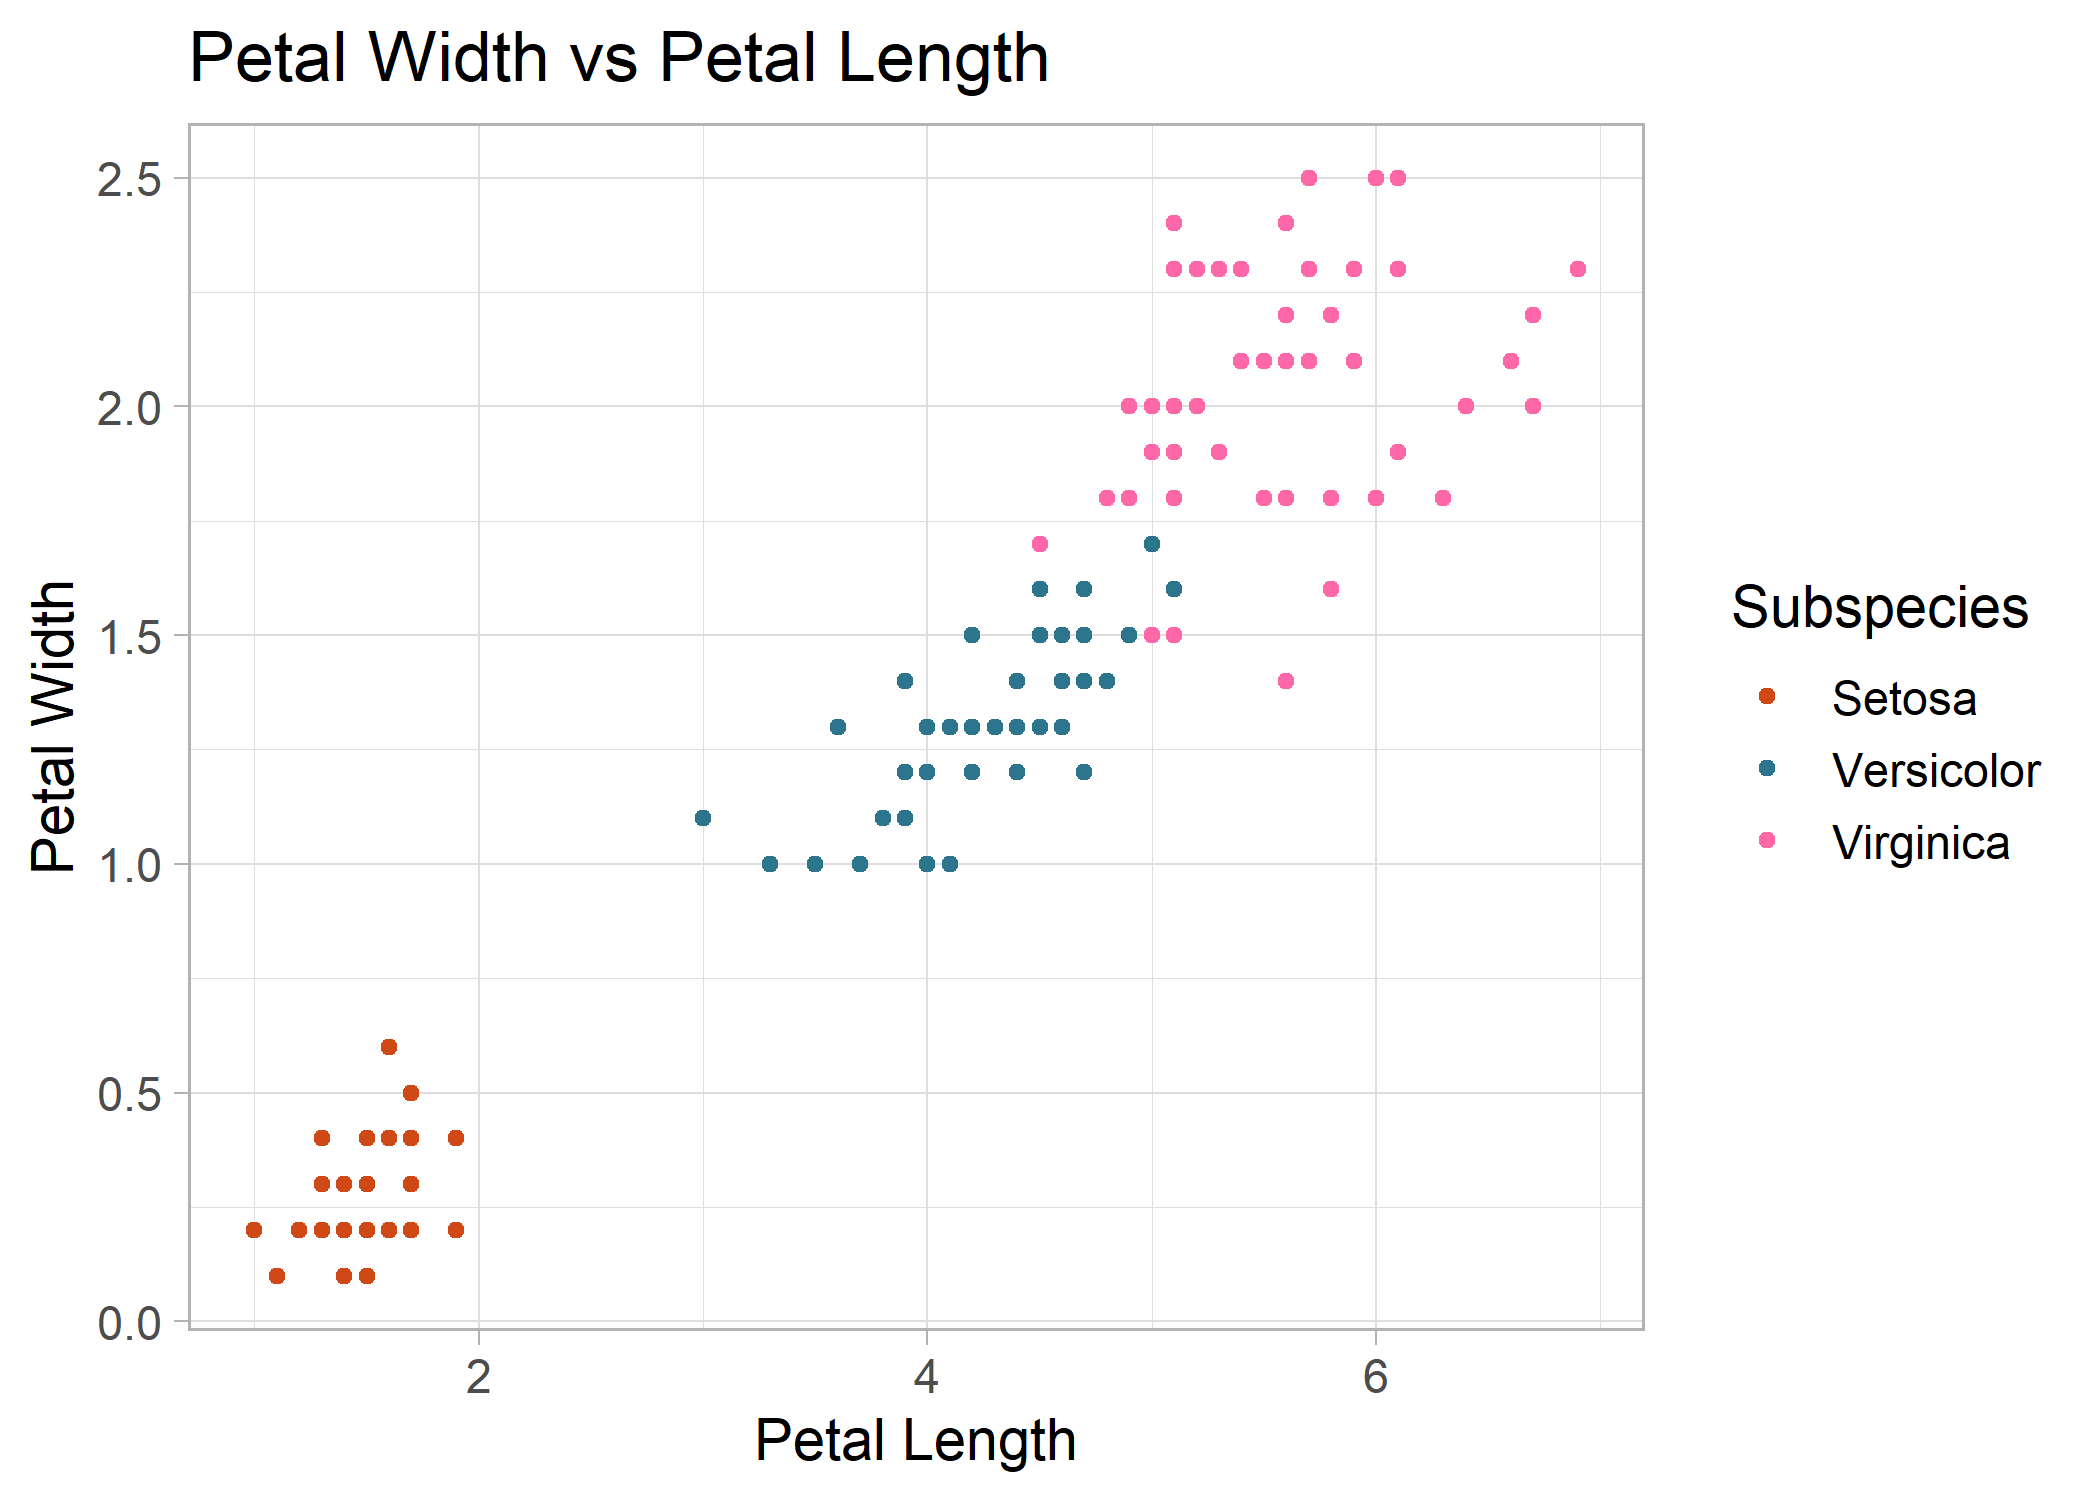 Petal Width vs Petal Length
2.5
2.0
1.5
1.0
0.5
0.0
Petal Width
2 4 6
Petal Length
Subspecies
Setosa
Versicolor
Virginica